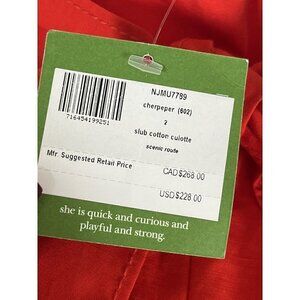 NJMU7789
cherpeper (602)
2
slub cotton culotte
scenic route
716454199251
Mfr. Suggested Retail Price
CAD$268.00
USD$228.00
she is quick and curious and
playful and strong.